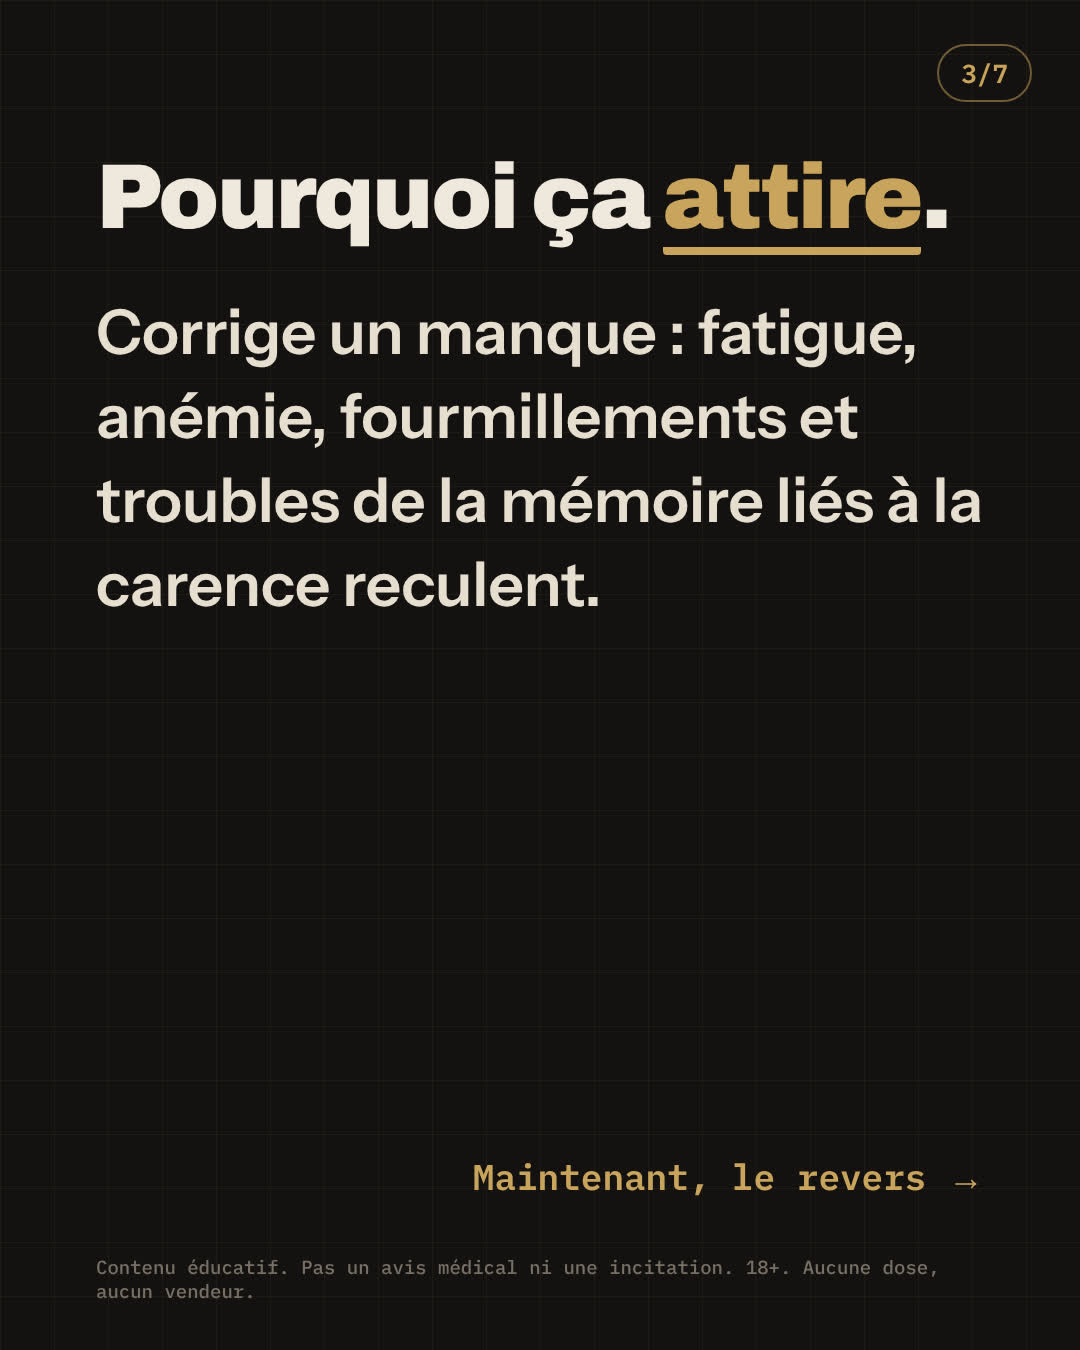 3/7
Pourquoi ça attire.
Corrige un manque : fatigue,
anémie, fourmillements et
troubles de la mémoire liés à la
carence reculent.
Maintenant, le revers →
Contenu éducatif. Pas un avis médical ni une incitation. 18+. Aucune dose,
aucun vendeur.